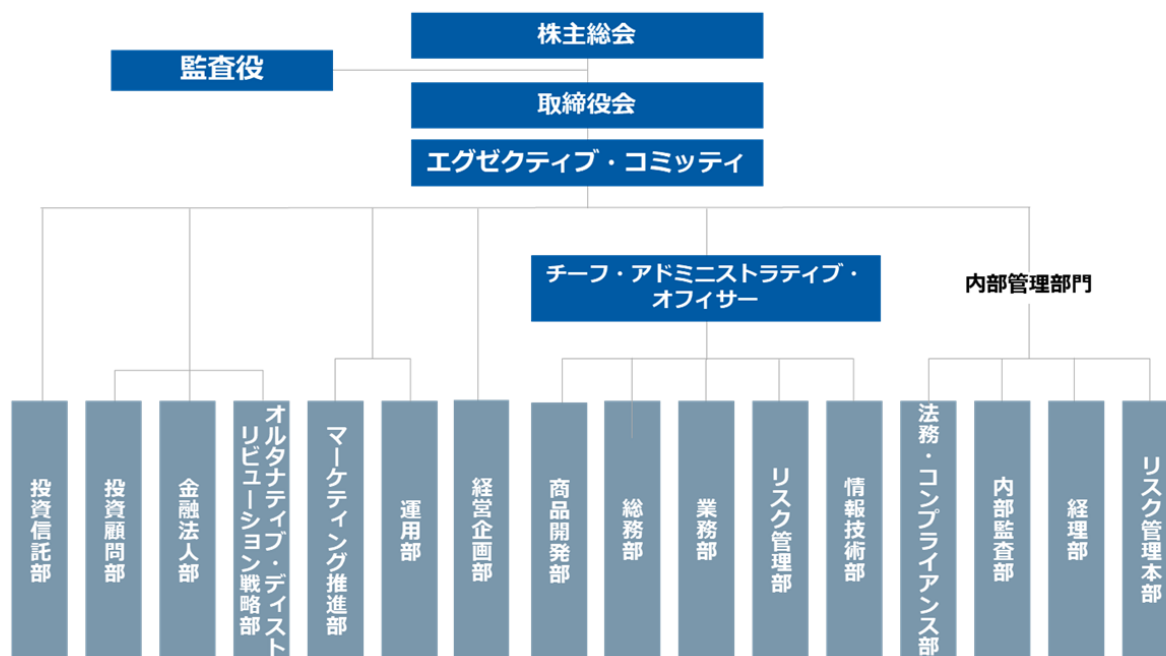 株主総会
監査役
取締役会
エグゼクティブ・コミッティ
チーフ・アドミニストラティブ・
オフィサー
内部管理部門
投資信託部
投資顧問部
金融法人部
オルタナティブ・ディスト
リビューション戦略部
マーケティング推進部
運用部
経営企画部
商品開発部
総務部
業務部
リスク管理部
情報技術部
法務・コンプライアンス部
内部監査部
経理部
リスク管理本部